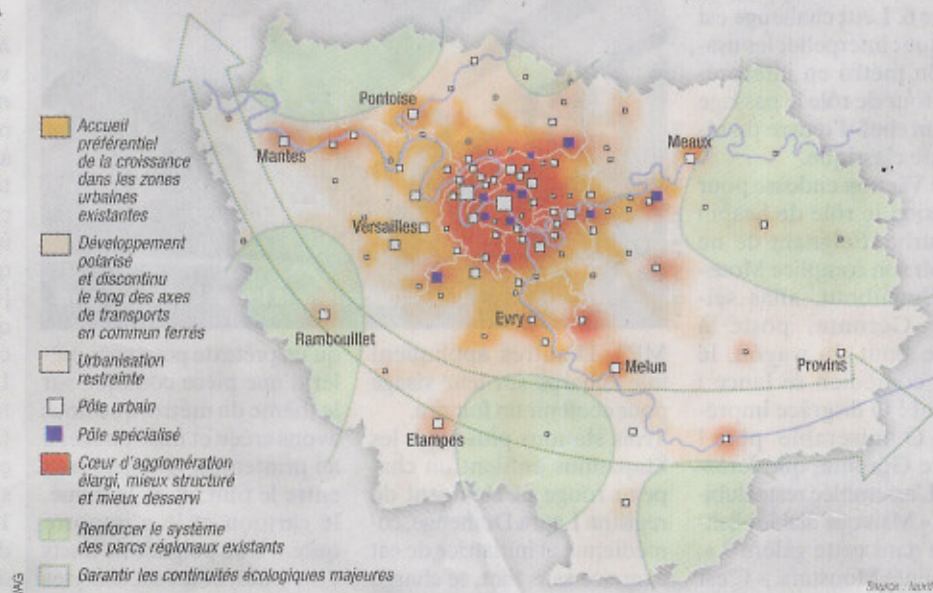 Accueil
préférentiel
de la croissance
dans les zones
urbaines
existantes
Développement
polarisé
et discontinu
le long des axes
de transports
en commun ferrés
Urbanisation
restreinte
Pôle urbain
Pôle spécialisé
Cœur d'agglomération
élargi, mieux structuré
et mieux desservi
Renforcer le système
des parcs régionaux existants
Garantir les continuités écologiques majeures
Pontoise
Mantes
Meaux
Versailles
Evry
Rambouillet
Melun
Provins
Etampes
Source :